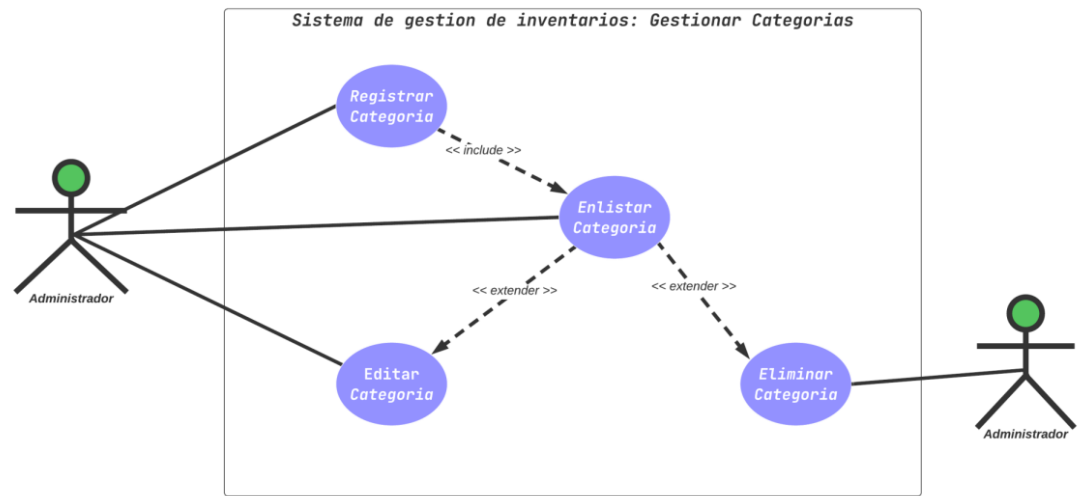 Sistema de gestion de inventarios: Gestionar Categorias
Registrar
Categoria
<< include >>
Enlistar
Categoria
<< extender >>
<< extender >>
Administrador
Editar
Categoria
Eliminar
Categoria
Administrador